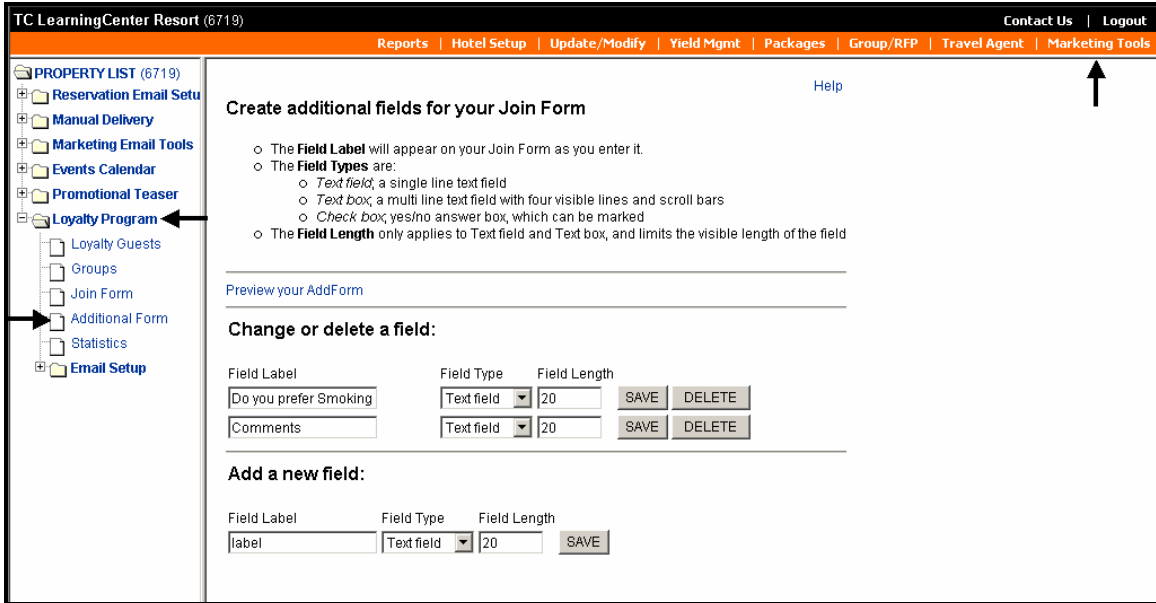 TC LearningCenter Resort (6719)
Contact Us | Logout
Reports | Hotel Setup | Update/Modify | Yield Mgmt | Packages | Group/RFP | Travel Agent | Marketing Tools
PROPERTY LIST (6719)
Reservation Email Setu
Manual Delivery
Marketing Email Tools
Events Calendar
Promotional Teaser
Loyalty Program
Loyalty Guests
Groups
Join Form
Additional Form
Statistics
Email Setup
Help
Create additional fields for your Join Form
The Field Label will appear on your Join Form as you enter it.
The Field Types are:
Text field; a single line text field
Text box; a multi line text field with four visible lines and scroll bars
Check box; yes/no answer box, which can be marked
The Field Length only applies to Text field and Text box, and limits the visible length of the field
Preview your AddForm
Change or delete a field:
Field Label Field Type Field Length
Do you prefer Smoking Text field 20 SAVE DELETE
Comments Text field 20 SAVE DELETE
Add a new field:
Field Label Field Type Field Length
label Text field 20 SAVE